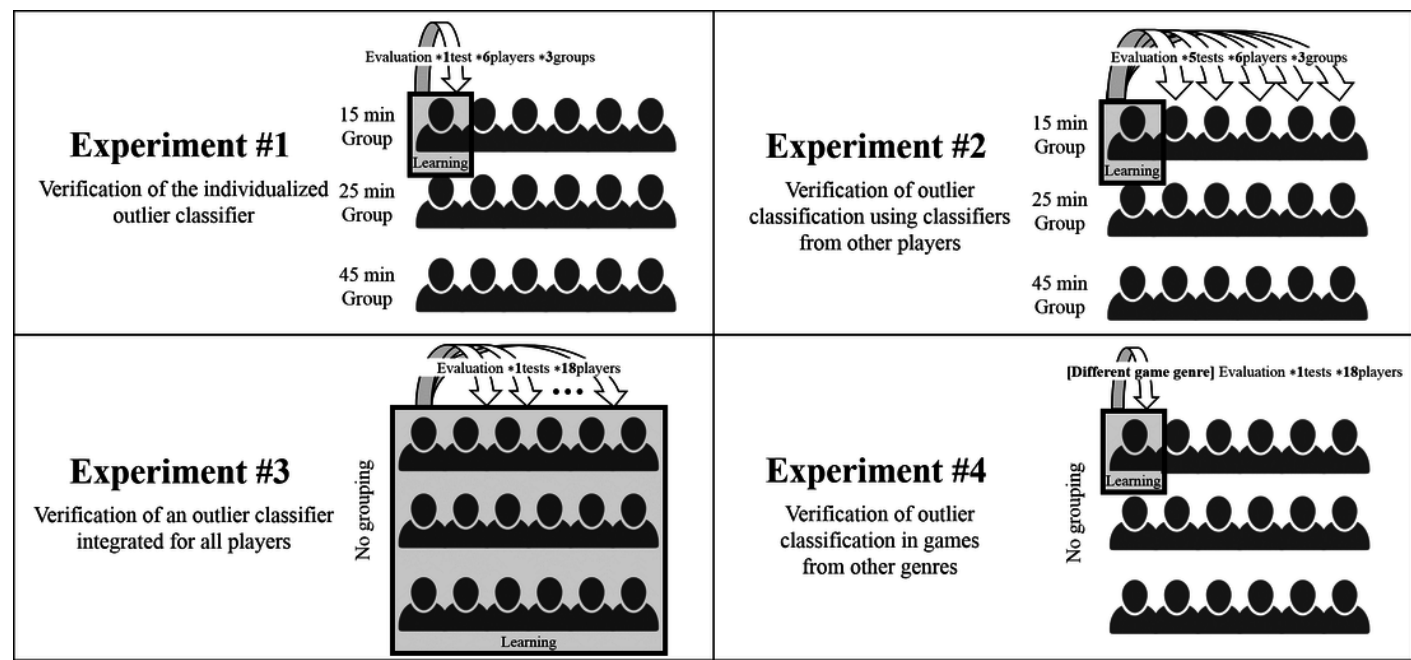 Experiment #1
Verification of the individualized
outlier classifier
Evaluation *1test *6players *3groups
15 min
Group
Learning
25 min
Group
45 min
Group
Experiment #2
Verification of outlier
classification using classifiers
from other players
Evaluation *5tests *6players *3groups
15 min
Group
Learning
25 min
Group
45 min
Group
Experiment #3
Verification of an outlier classifier
integrated for all players
No grouping
Evaluation *1tests *18players
...
Learning
Experiment #4
Verification of outlier
classification in games
from other genres
No grouping
[Different game genre] Evaluation *1tests *18players
Learning